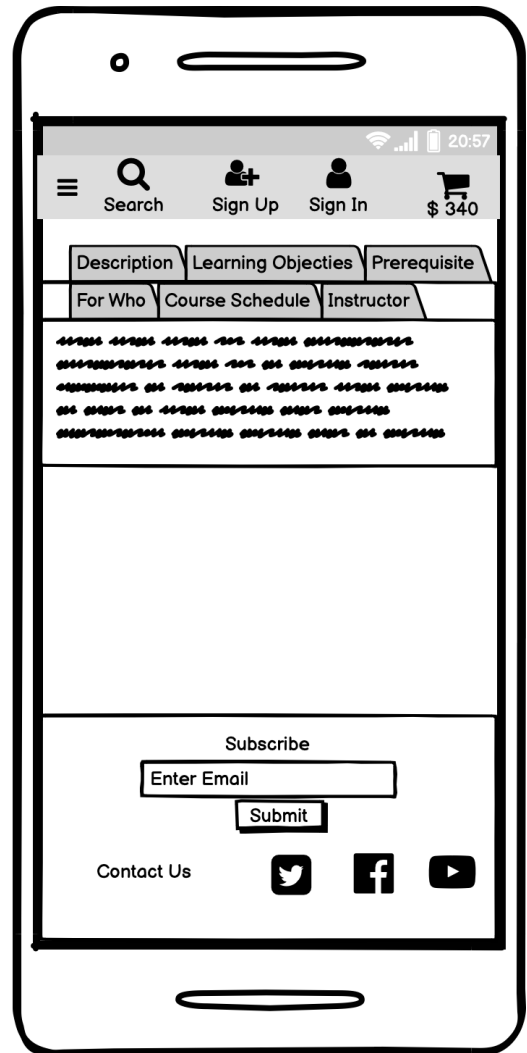 20:57
Search Sign Up Sign In $ 340
Description Learning Objecties Prerequisite
For Who Course Schedule Instructor
Subscribe
Enter Email
Submit
Contact Us